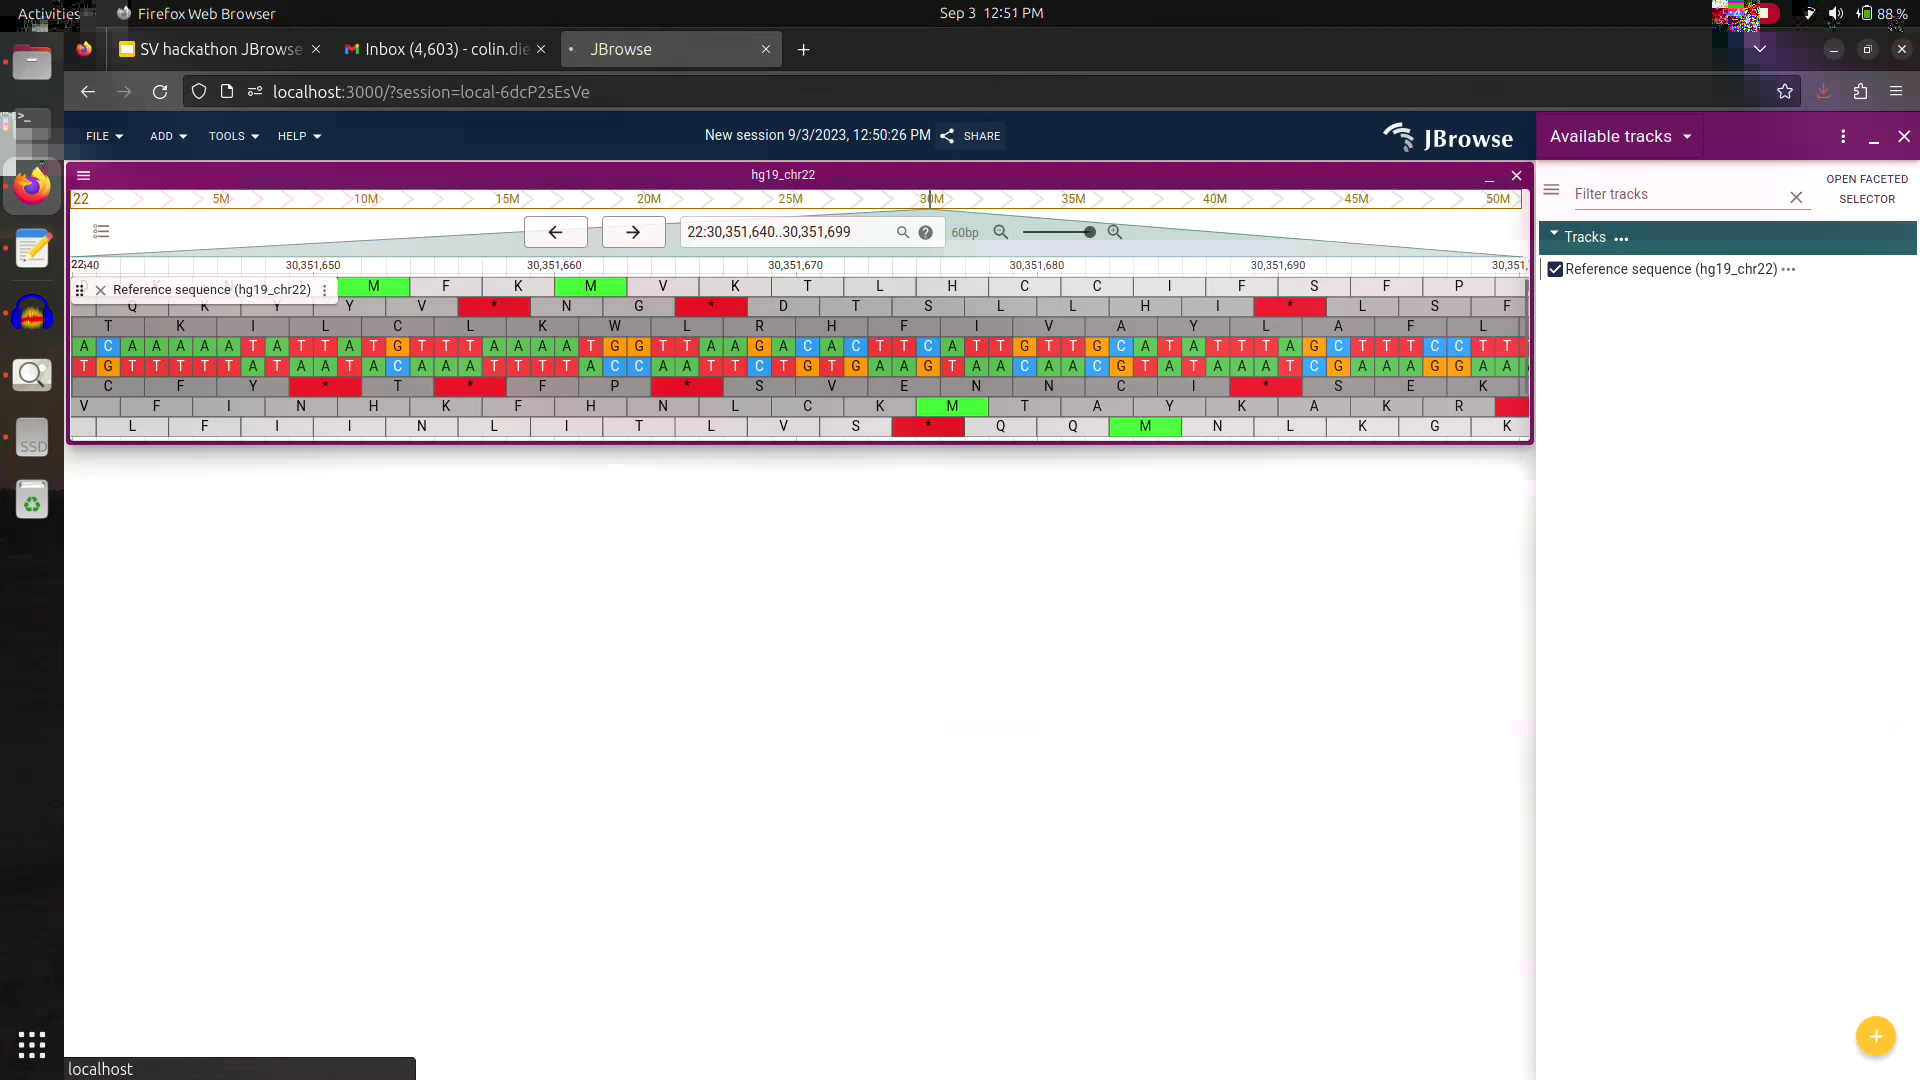 Activities Firefox Web Browser Sep 3 12:51 PM 88 %
SV hackathon JBrowse Inbox (4,603) - colin.die JBrowse
localhost:3000/?session=local-6dcP2sEsVe
FILE ADD TOOLS HELP New session 9/3/2023, 12:50:26 PM SHARE JBrowse Available tracks
hg19_chr22
OPEN FACETED SELECTOR
Filter tracks
22 5M 10M 15M 20M 25M 30M 35M 40M 45M 50M
22:30,351,640..30,351,699 60bp
Tracks
Reference sequence (hg19_chr22)
30,351,650 30,351,660 30,351,670 30,351,680 30,351,690 30,351,
Reference sequence (hg19_chr22) M F K M V K T L H C C I F S F P
Q K Y Y V * N G * D T S L L H I * L S F
T K I L C L K W L R H F I V A Y L A F L
A C A A A A A T A T T A T G T T T A A A A T G G T T A A G A C A C T T C A T T G T T G C A T A T T T A G C T T T C C T T
T G T T T T T A T A A T A C A A A T T T T A C C A A T T C T G T G A A G T A A C A A C G T A T A A A T C G A A A G G A A
C F Y * T * F P * S V E N N C I * S E K
V F I N H K F H N L C K M T A Y K A K R
L F I I N L I T L V S * Q Q M N L K G K
SSD
localhost